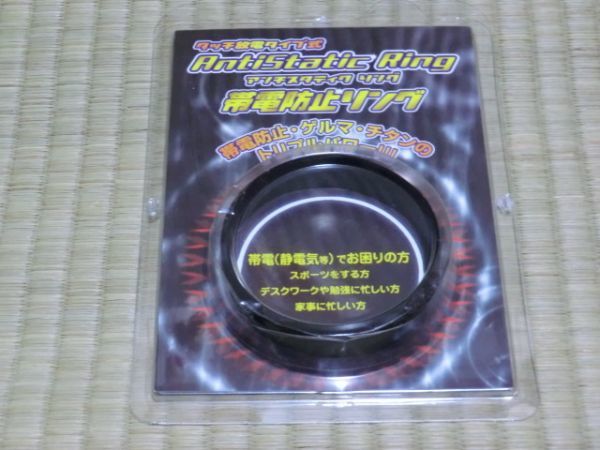 タッチ放電タイプ式
AntiStatic Ring
アンチスタティック リング
帯電防止リング
帯電防止・ゲルマ・チタンの
トリプルパワー!!!
帯電(静電気等)でお困りの方
スポーツをする方
デスクワークや勉強に忙しい方
家事に忙しい方